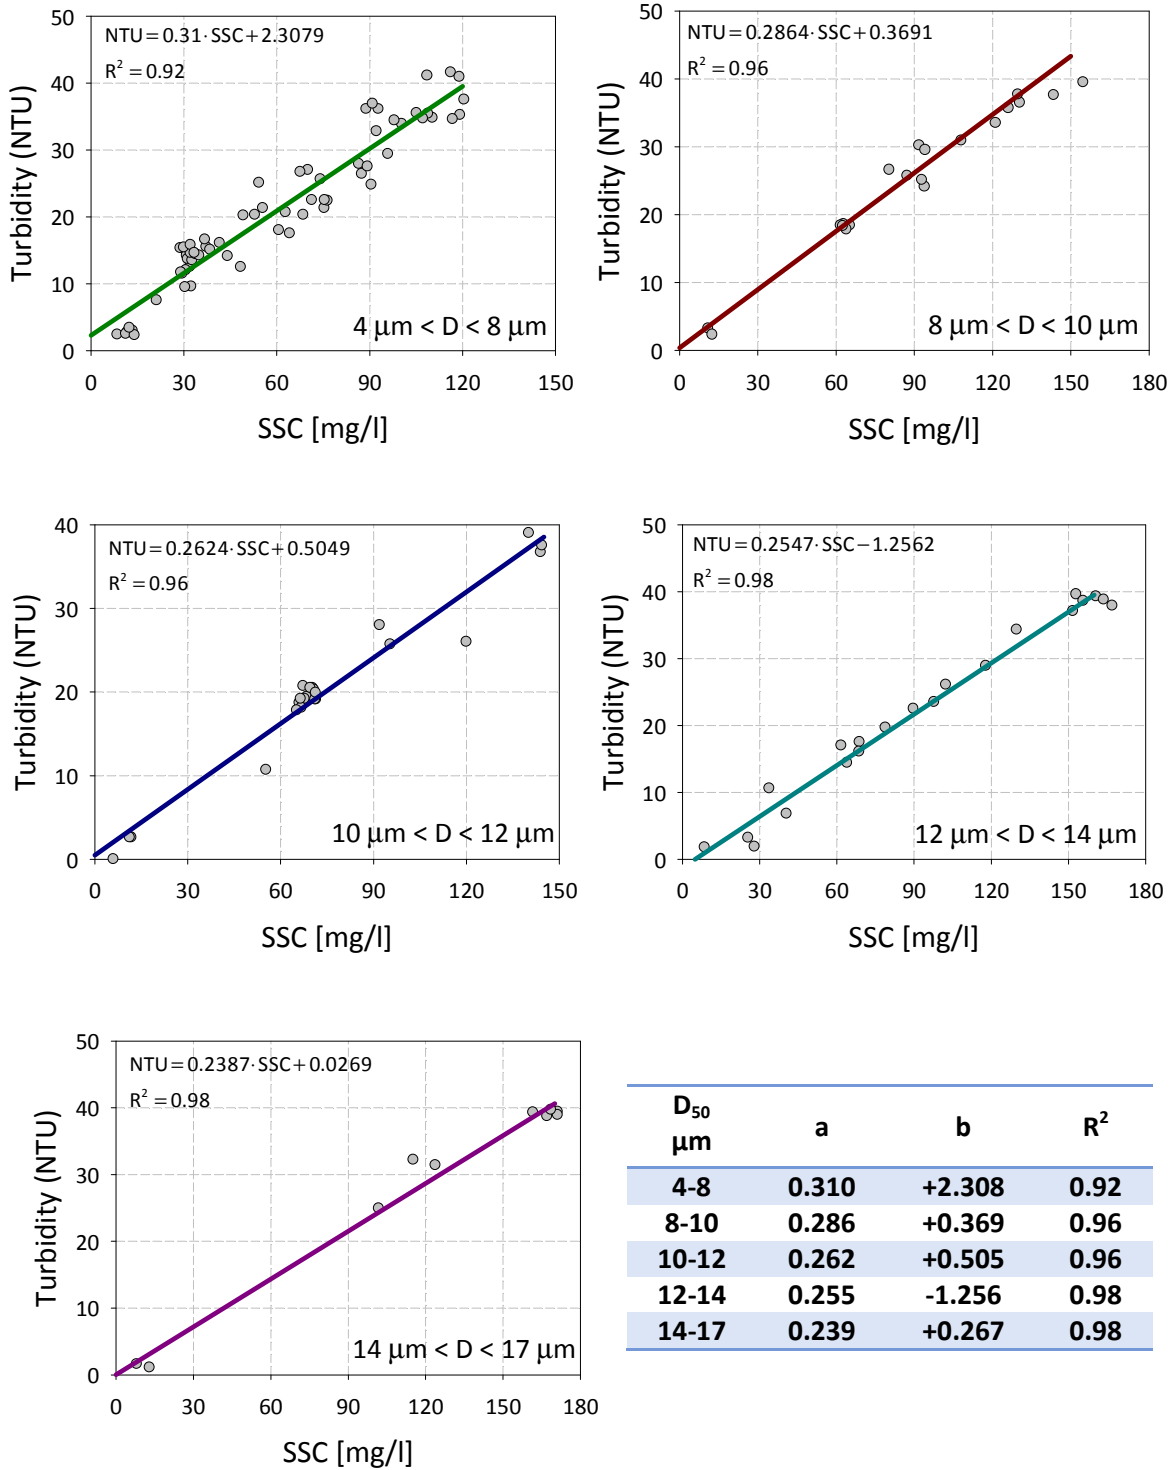 50
40
30
20
10
0
Turbidity (NTU)
NTU=0.31·SSC+2.3079
R² = 0.92
4 µm < D < 8 µm
0 30 60 90 120 150
SSC [mg/l]
50
40
30
20
10
0
Turbidity (NTU)
NTU=0.2864·SSC+0.3691
R² = 0.96
8 µm < D < 10 µm
0 30 60 90 120 150 180
SSC [mg/l]
40
30
20
10
0
Turbidity (NTU)
NTU=0.2624·SSC+0.5049
R² = 0.96
10 µm < D < 12 µm
0 30 60 90 120 150
SSC [mg/l]
50
40
30
20
10
0
Turbidity (NTU)
NTU=0.2547·SSC−1.2562
R² = 0.98
12 µm < D < 14 µm
0 30 60 90 120 150 180
SSC [mg/l]
50
40
30
20
10
0
Turbidity (NTU)
NTU=0.2387·SSC+0.0269
R² = 0.98
14 µm < D < 17 µm
0 30 60 90 120 150 180
SSC [mg/l]
D₅₀ µm a b R²
4-8 0.310 +2.308 0.92
8-10 0.286 +0.369 0.96
10-12 0.262 +0.505 0.96
12-14 0.255 -1.256 0.98
14-17 0.239 +0.267 0.98